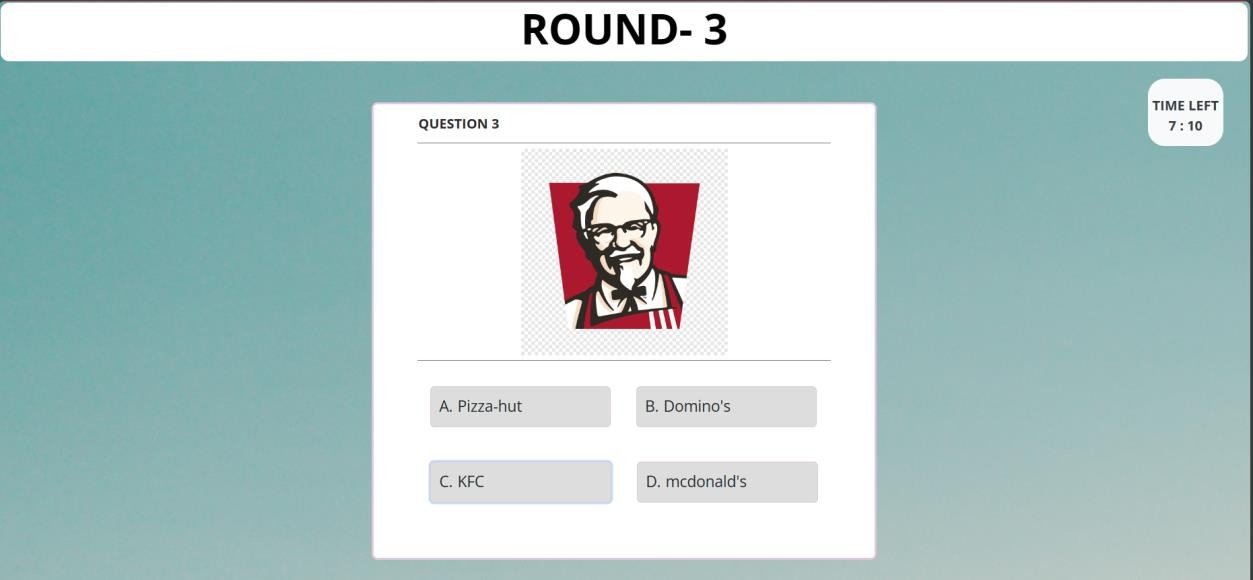 ROUND- 3
TIME LEFT
7 : 10
QUESTION 3
A. Pizza-hut
B. Domino's
C. KFC
D. mcdonald's